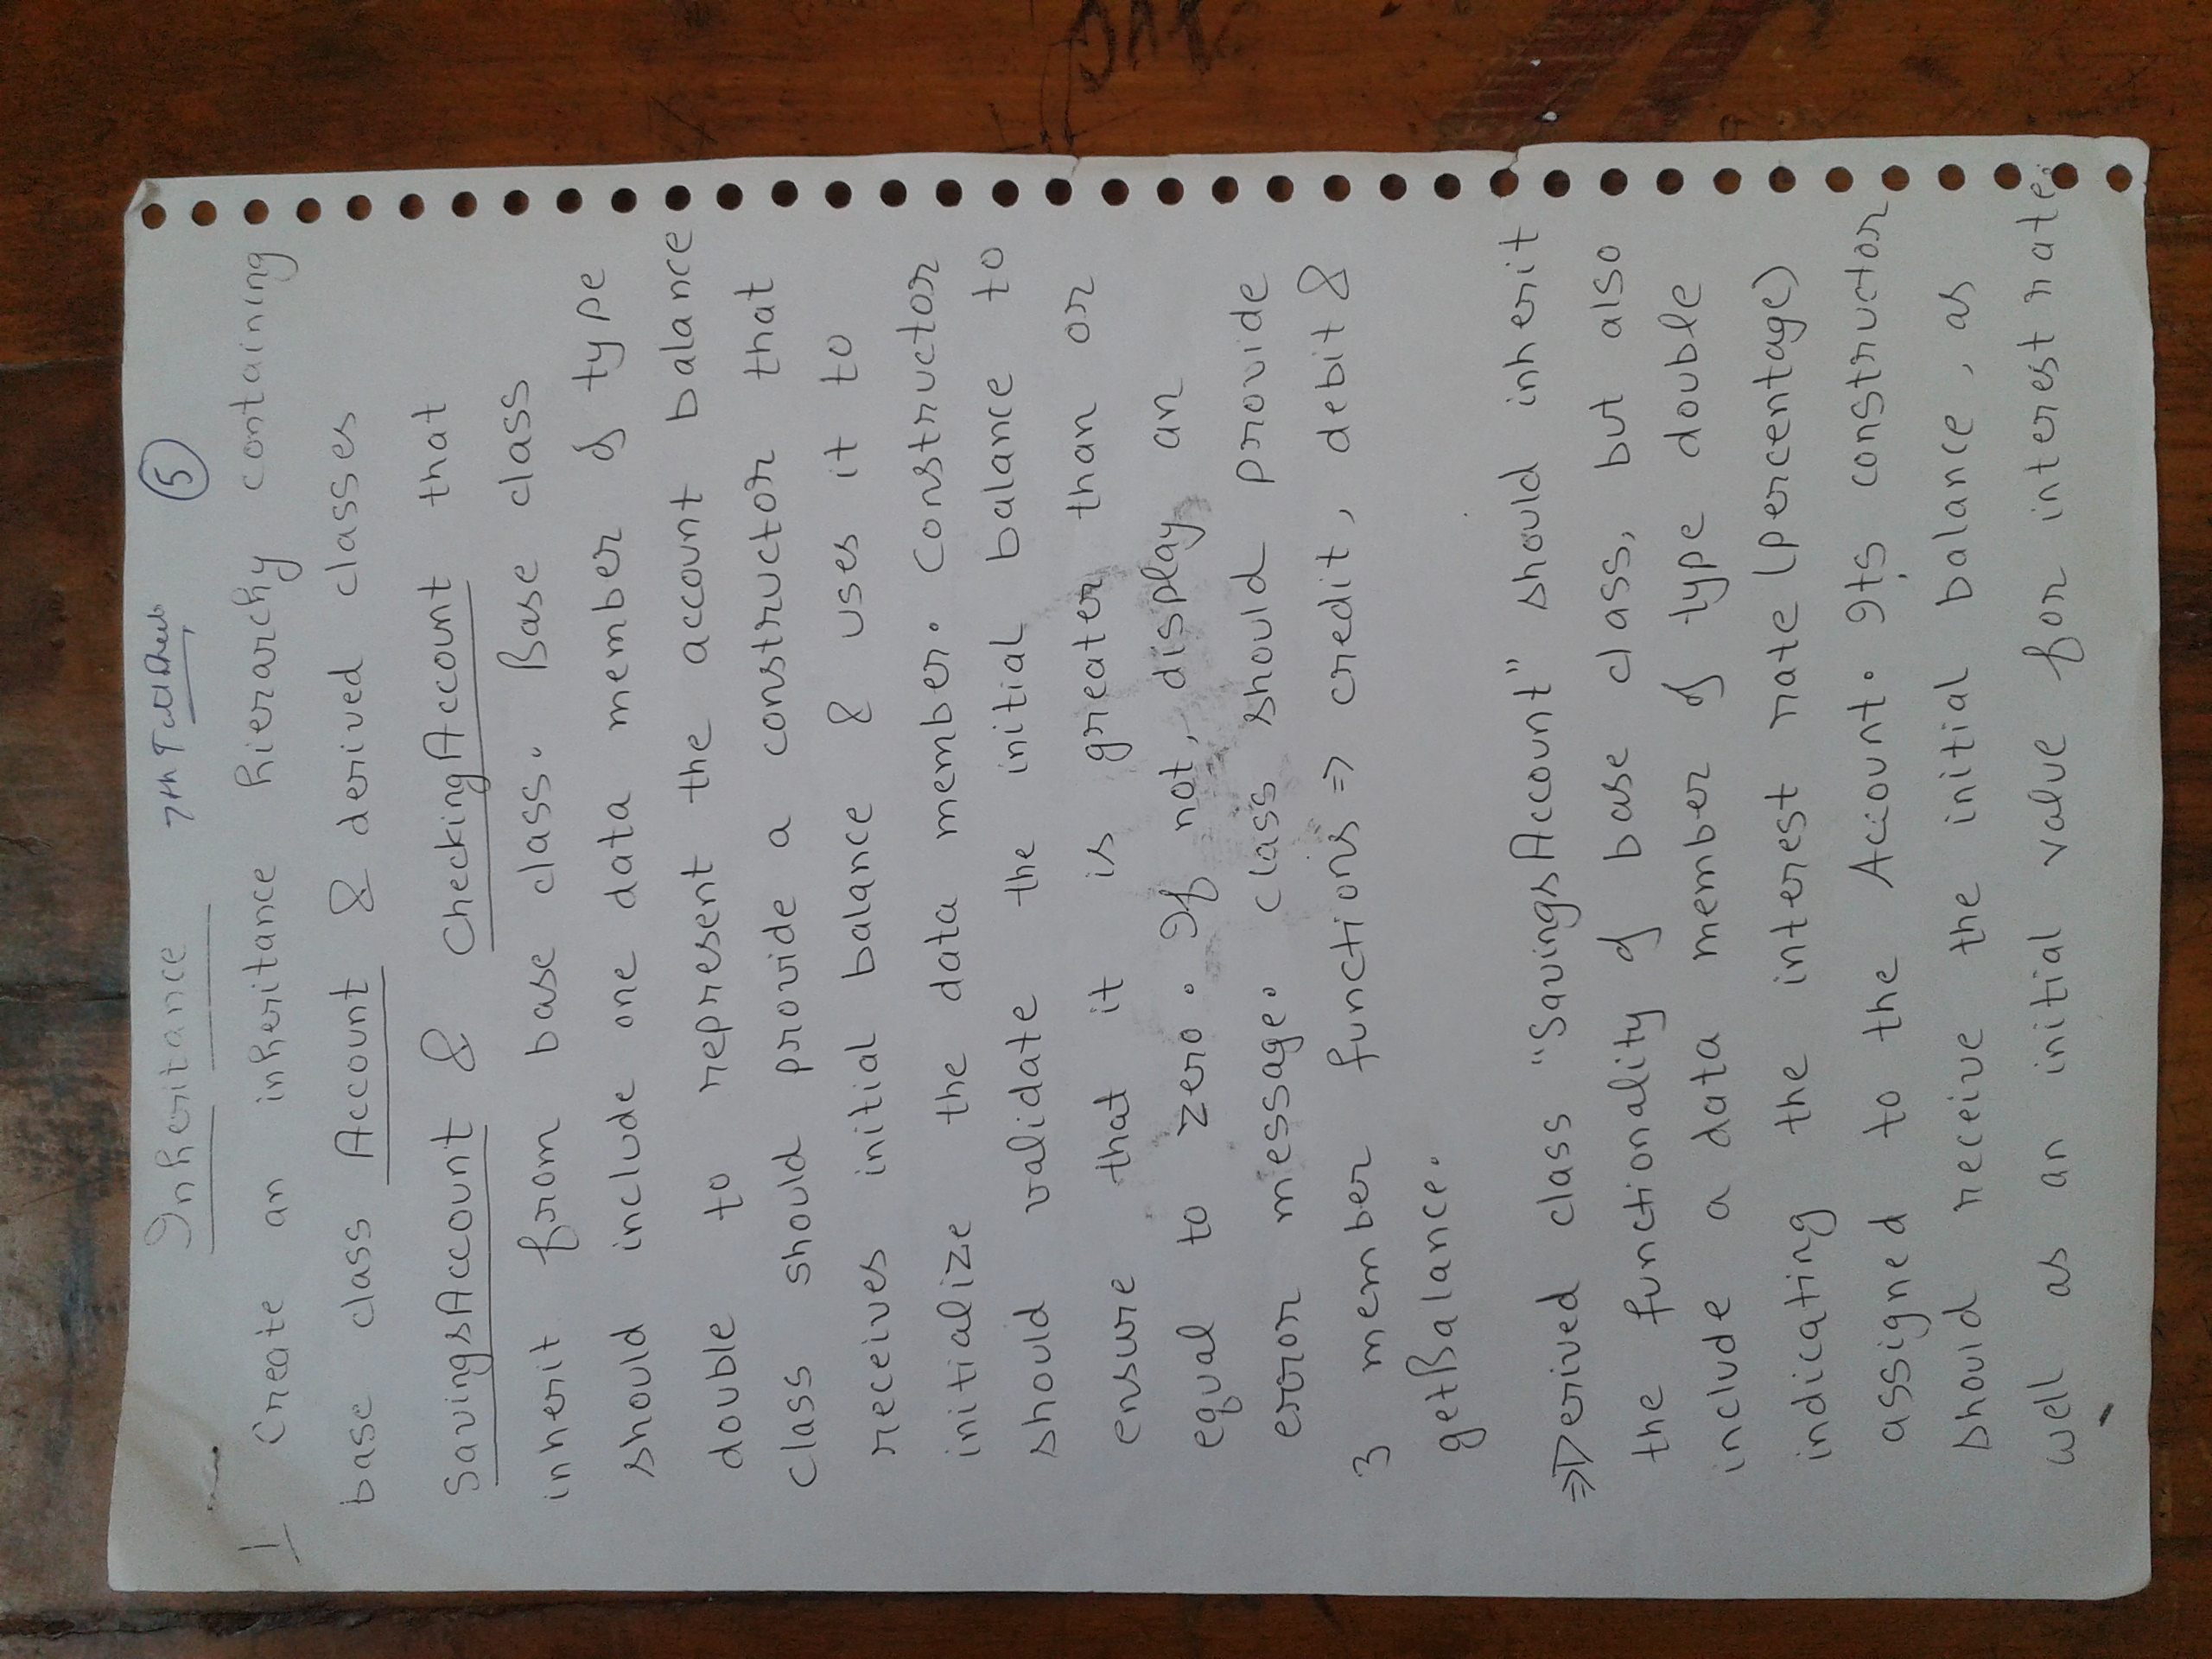 Inheritance 5
1 Create an inheritance hierarchy containing
base class Account & derived classes
SavingsAccount & CheckingAccount that
inherit from base class. Base class
should include one data member of type
double to represent the account balance
class should provide a constructor that
receives initial balance & uses it to
initialize the data member. Constructor
should validate the initial balance to
ensure that it is greater than or
equal to zero. If not, display an
error message. class should provide
3 member functions => credit, debit &
getBalance.
=> Derived class "SavingsAccount" should inherit
the functionality of base class, but also
include a data member of type double
indicating the interest rate (percentage)
assigned to the Account. Its constructor
should receive the initial balance, as
well as an initial value for interest rate.